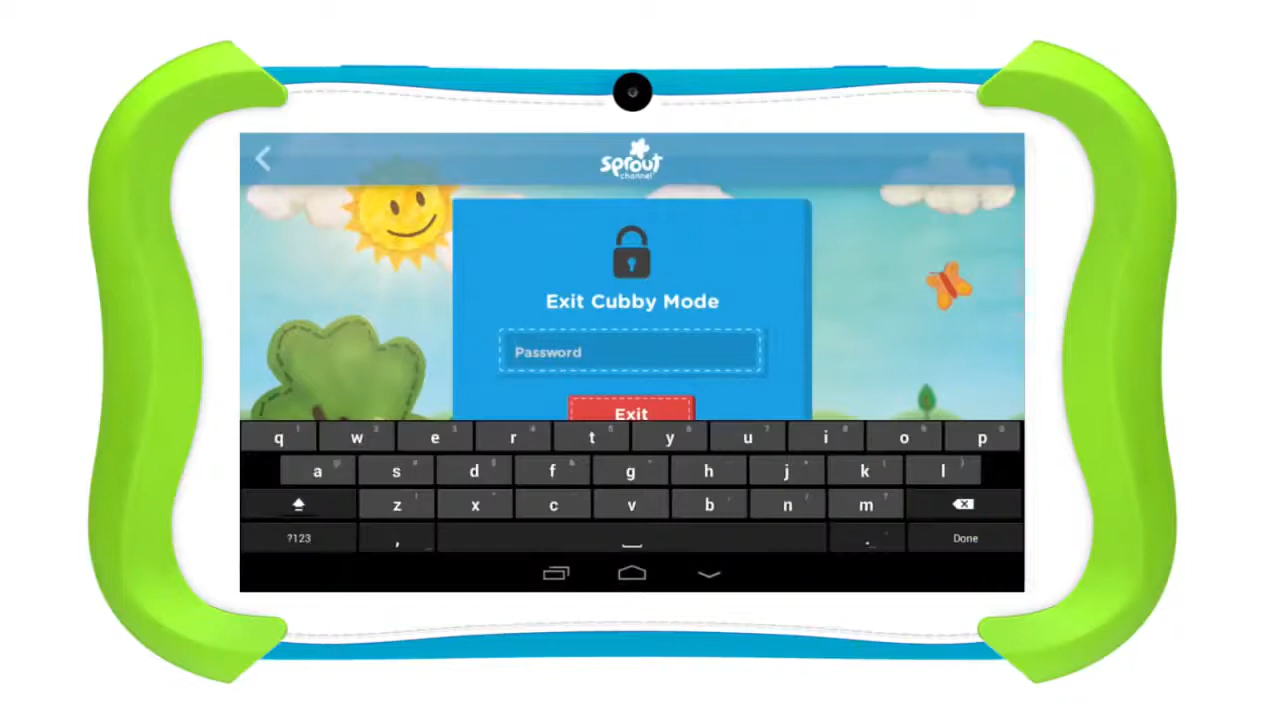 sprout
channel
Exit Cubby Mode
Password
Exit
q w e r t y u i o p
a s d f g h j k l
z x c v b n m
?123 , . Done